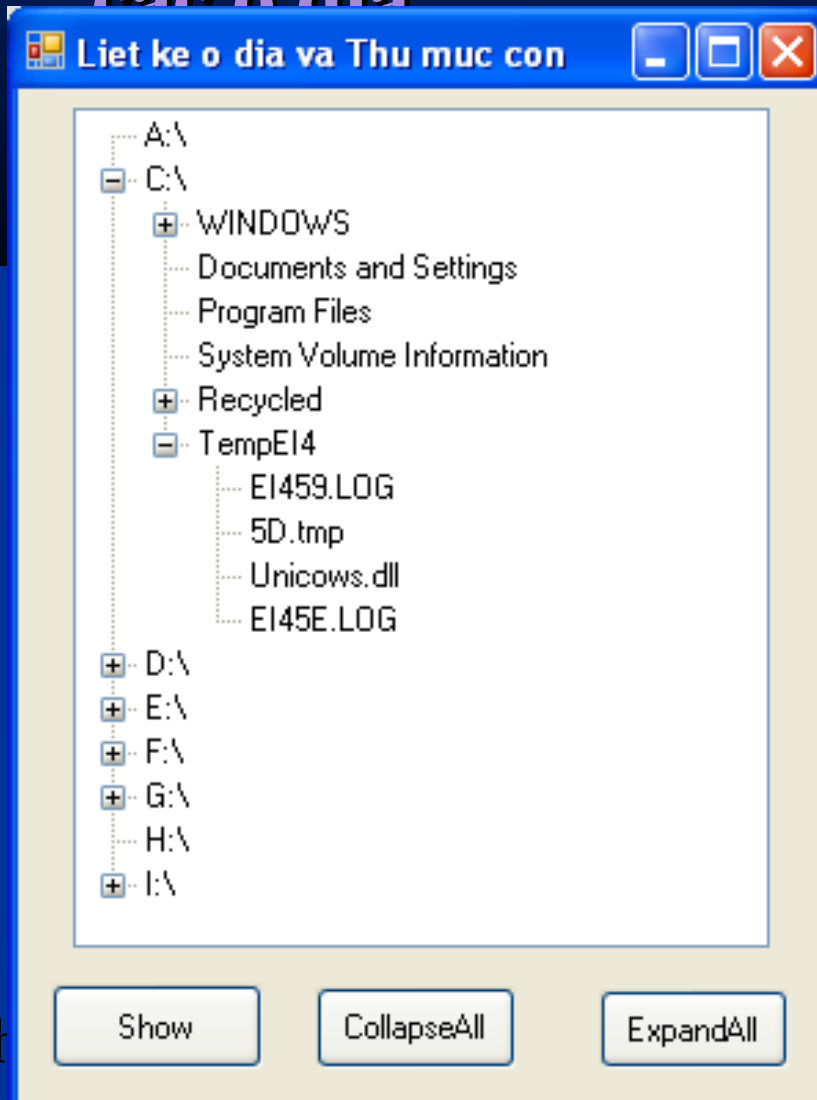 Liet ke o dia va Thu muc con
A:\
C:\
WINDOWS
Documents and Settings
Program Files
System Volume Information
Recycled
TempEI4
EI459.LOG
5D.tmp
Unicows.dll
EI45E.LOG
D:\
E:\
F:\
G:\
H:\
I:\
Show
CollapseAll
ExpandAll